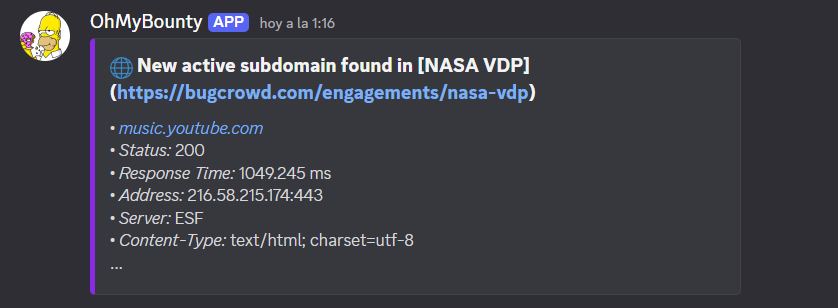 OhMyBounty APP hoy a la 1:16
New active subdomain found in [NASA VDP]
(https://bugcrowd.com/engagements/nasa-vdp)
• music.youtube.com
• Status: 200
• Response Time: 1049.245 ms
• Address: 216.58.215.174:443
• Server: ESF
• Content-Type: text/html; charset=utf-8
...